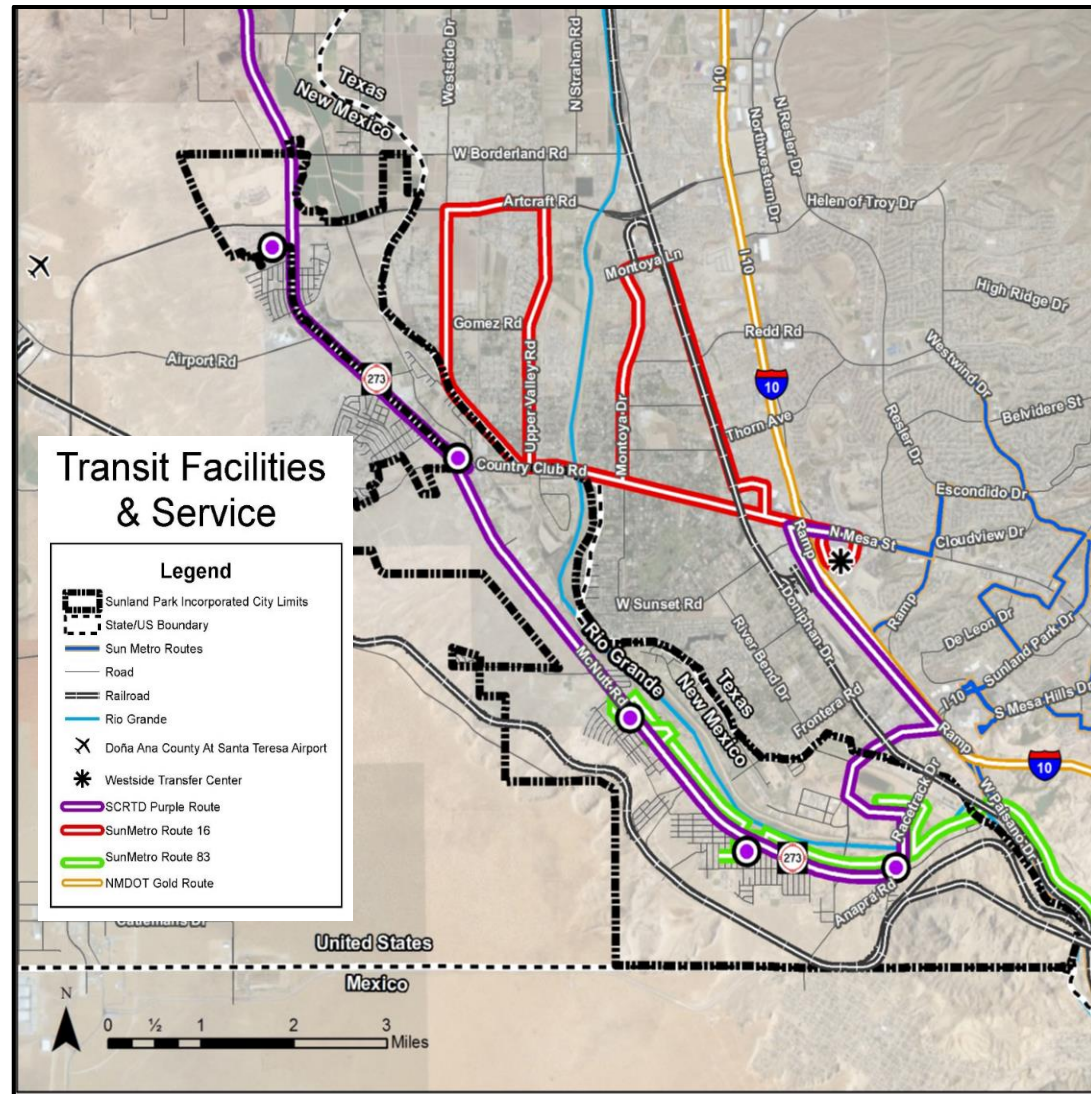 Texas
New Mexico
Westside Dr
N Strahan Rd
I 10
N Resler Dr
Northwestern Dr
W Borderland Rd
Artcraft Rd
Helen of Troy Dr
Montoya Ln
I 10
High Ridge Dr
Gomez Rd
Redd Rd
Airport Rd
Upper Valley Rd
Westwind Dr
273
10
Belvidere St
Montoya Dr
Thorn Ave
Resler Dr
Country Club Rd
Escondido Dr
Ramp
N Mesa St
Cloudview Dr
W Sunset Rd
Doniphan Dr
Ramp
De Leon Dr
Sunland Park Dr
River Bend Dr
Rio Grande
McNutt Rd
Texas
New Mexico
Frontera Rd
I 10
S Mesa Hills Dr
Ramp
10
Racetrack Dr
W Paisano Dr
273
Anapra Rd
Transit Facilities
& Service
Legend
Sunland Park Incorporated City Limits
State/US Boundary
Sun Metro Routes
Road
Railroad
Rio Grande
Doña Ana County At Santa Teresa Airport
Westside Transfer Center
SCRTD Purple Route
SunMetro Route 16
SunMetro Route 83
NMDOT Gold Route
United States
Mexico
N
0 ½ 1 2 3
Miles